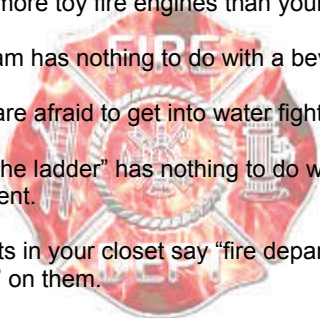 more toy fire engines than your
FIRE
am has nothing to do with a bev
are afraid to get into water fight
he ladder” has nothing to do w
ent.
ts in your closet say “fire depar
” on them.
DEPT